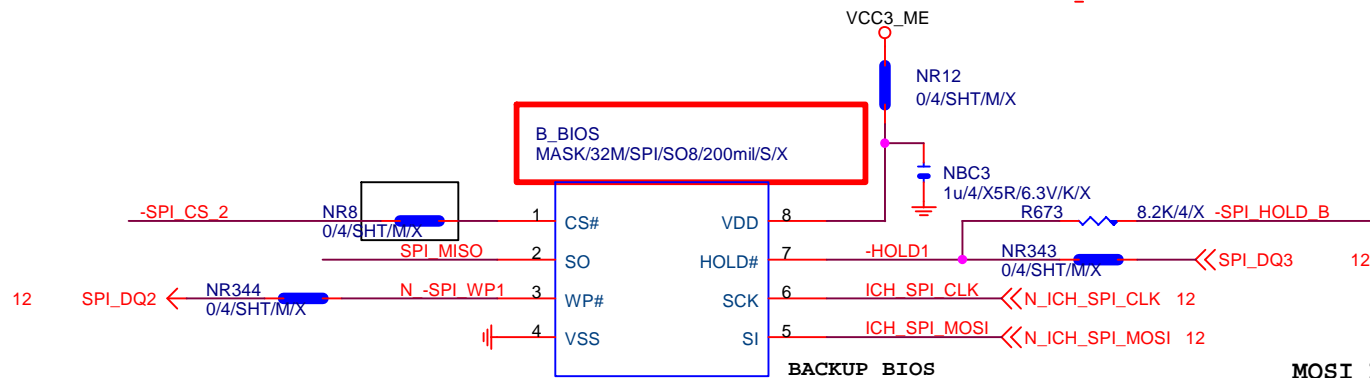 VCC3_ME
NR12
0/4/SHT/M/X
B_BIOS
MASK/32M/SPI/SO8/200mil/S/X
NBC3
1u/4/X5R/6.3V/K/X
-SPI_CS_2
NR8
0/4/SHT/M/X
1
CS#
VDD
8
R673
8.2K/4/X
-SPI_HOLD_B
SPI_MISO
2
SO
HOLD#
7
-HOLD1
NR343
0/4/SHT/M/X
SPI_DQ3
12
12
SPI_DQ2
NR344
0/4/SHT/M/X
N_-SPI_WP1
3
WP#
SCK
6
ICH_SPI_CLK
N_ICH_SPI_CLK 12
4
VSS
SI
5
ICH_SPI_MOSI
N_ICH_SPI_MOSI 12
BACKUP BIOS
MOSI